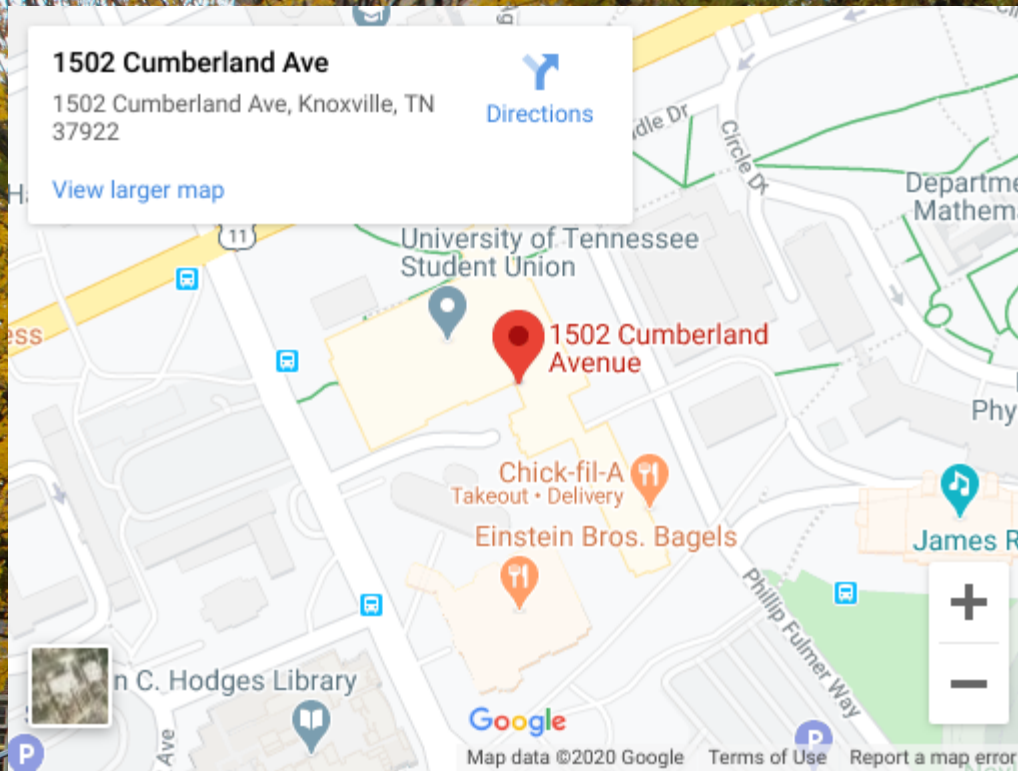 1502 Cumberland Ave
1502 Cumberland Ave, Knoxville, TN
37922
Directions
View larger map
11
Circle Dr
University of Tennessee
Student Union
1502 Cumberland
Avenue
Chick-fil-A
Takeout • Delivery
Einstein Bros. Bagels
James R
Phillip Fulmer Way
n C. Hodges Library
Ave
P
P
+
−
Google
Map data ©2020 Google
Terms of Use
Report a map error